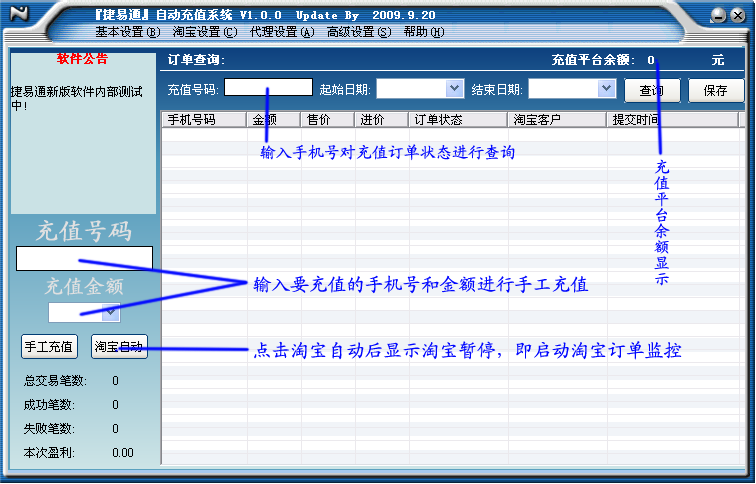 『捷易通』自动充值系统 V1.0.0 Update By 2009.9.20
基本设置(B) 淘宝设置(C) 代理设置(A) 高级设置(S) 帮助(H)
软件公告
捷易通新版软件内部测试
中!
订单查询: 充值平台余额: 0 元
充值号码: 起始日期: 结束日期: 查询 保存
手机号码 金额 售价 进价 订单状态 淘宝客户 提交时间
输入手机号对充值订单状态进行查询
充值平台余额显示
充值号码
充值金额
输入要充值的手机号和金额进行手工充值
手工充值 淘宝自动
点击淘宝自动后显示淘宝暂停，即启动淘宝订单监控
总交易笔数: 0
成功笔数: 0
失败笔数: 0
本次盈利: 0.00